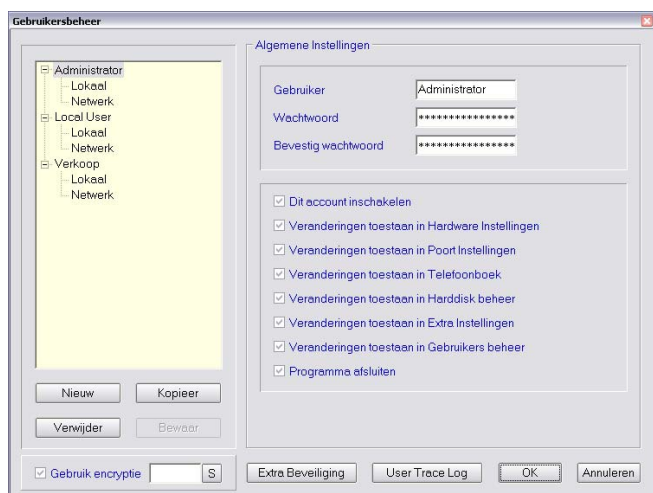 Gebruikersbeheer
Administrator
Lokaal
Netwerk
Local User
Lokaal
Netwerk
Verkoop
Lokaal
Netwerk
Nieuw Kopieer
Verwijder Bewaar
Gebruik encryptie S
Algemene Instellingen
Gebruiker Administrator
Wachtwoord ****************
Bevestig wachtwoord ****************
Dit account inschakelen
Veranderingen toestaan in Hardware Instellingen
Veranderingen toestaan in Poort Instellingen
Veranderingen toestaan in Telefoonboek
Veranderingen toestaan in Harddisk beheer
Veranderingen toestaan in Extra Instellingen
Veranderingen toestaan in Gebruikers beheer
Programma afsluiten
Extra Beveiliging User Trace Log OK Annuleren